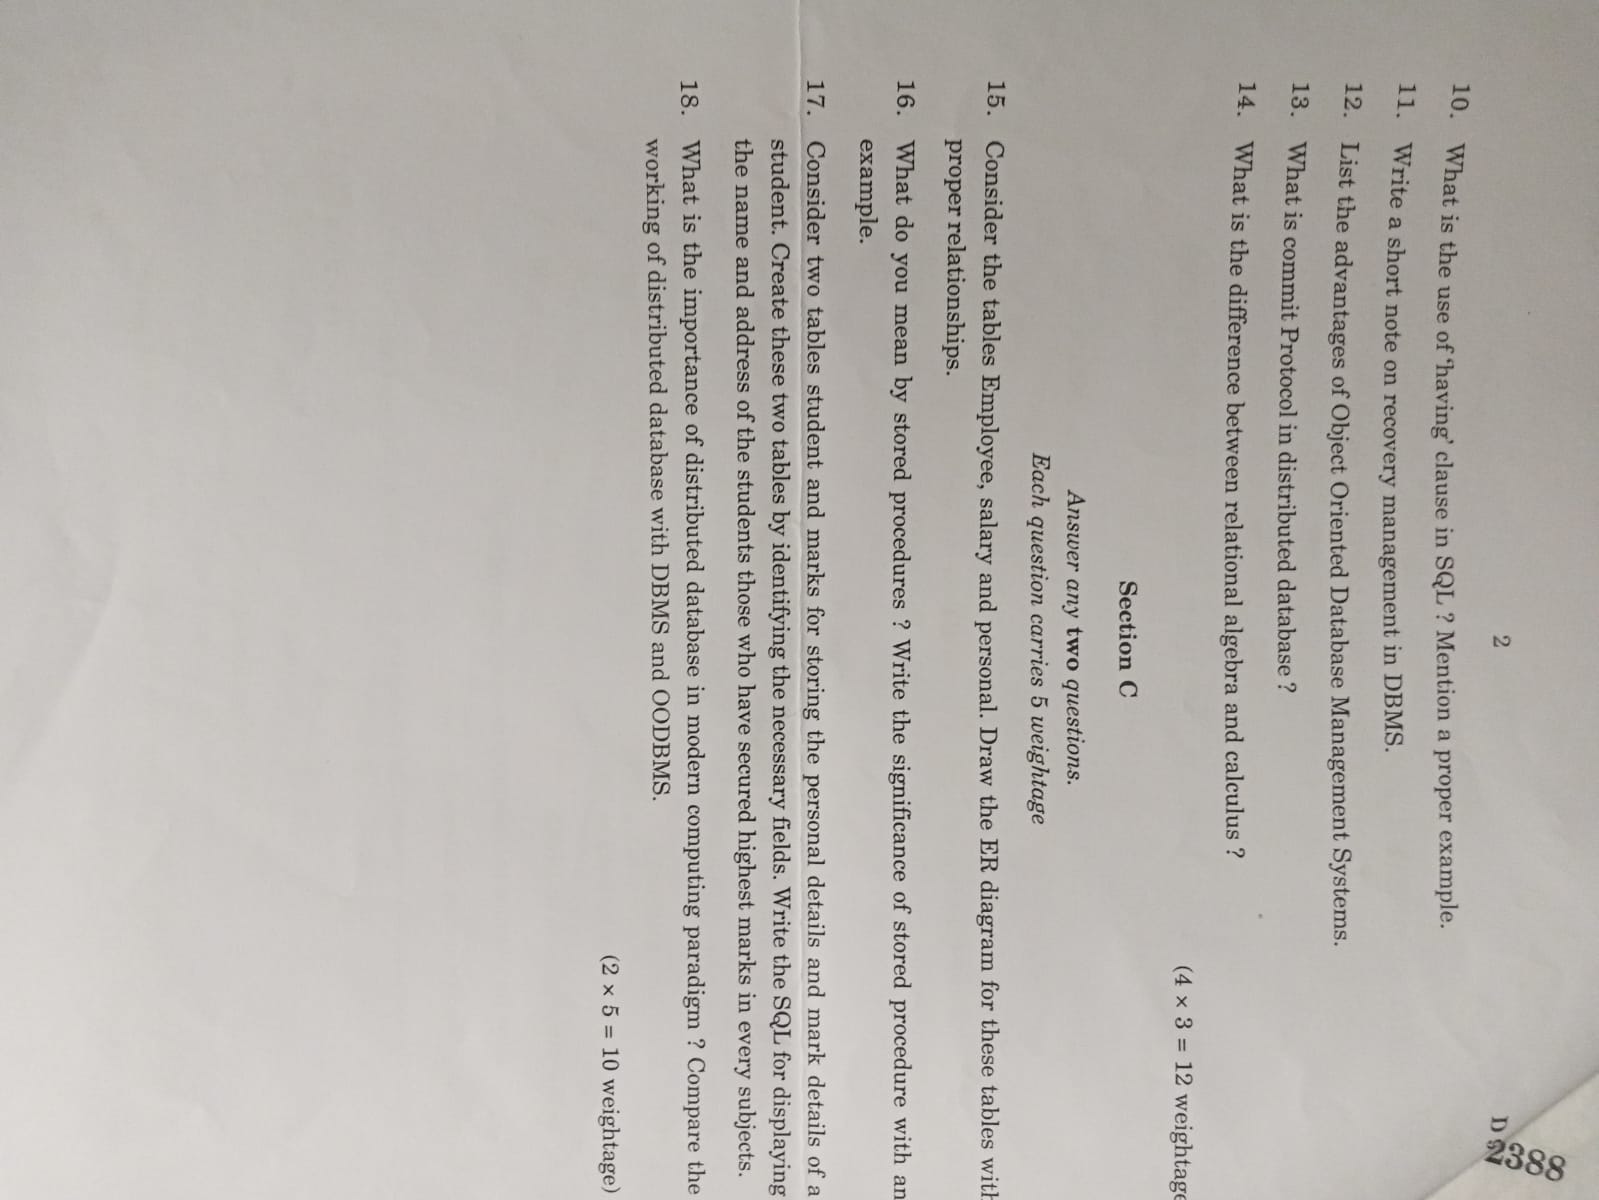 2
D 2388
10. What is the use of 'having' clause in SQL ? Mention a proper example.
11. Write a short note on recovery management in DBMS.
12. List the advantages of Object Oriented Database Management Systems.
13. What is commit Protocol in distributed database ?
14. What is the difference between relational algebra and calculus ?
(4 × 3 = 12 weightage
Section C
Answer any two questions.
Each question carries 5 weightage
15. Consider the tables Employee, salary and personal. Draw the ER diagram for these tables with
proper relationships.
16. What do you mean by stored procedures ? Write the significance of stored procedure with an
example.
17. Consider two tables student and marks for storing the personal details and mark details of a
student. Create these two tables by identifying the necessary fields. Write the SQL for displaying
the name and address of the students those who have secured highest marks in every subjects.
18. What is the importance of distributed database in modern computing paradigm ? Compare the
working of distributed database with DBMS and OODBMS.
(2 × 5 = 10 weightage)